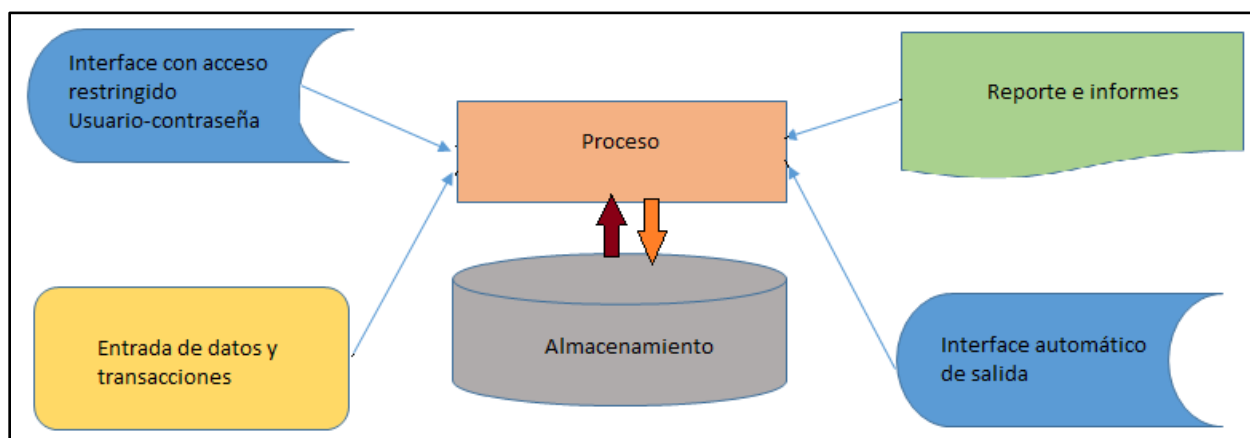 Interface con acceso
restringido
Usuario-contraseña
Proceso
Reporte e informes
Entrada de datos y
transacciones
Almacenamiento
Interface automático
de salida